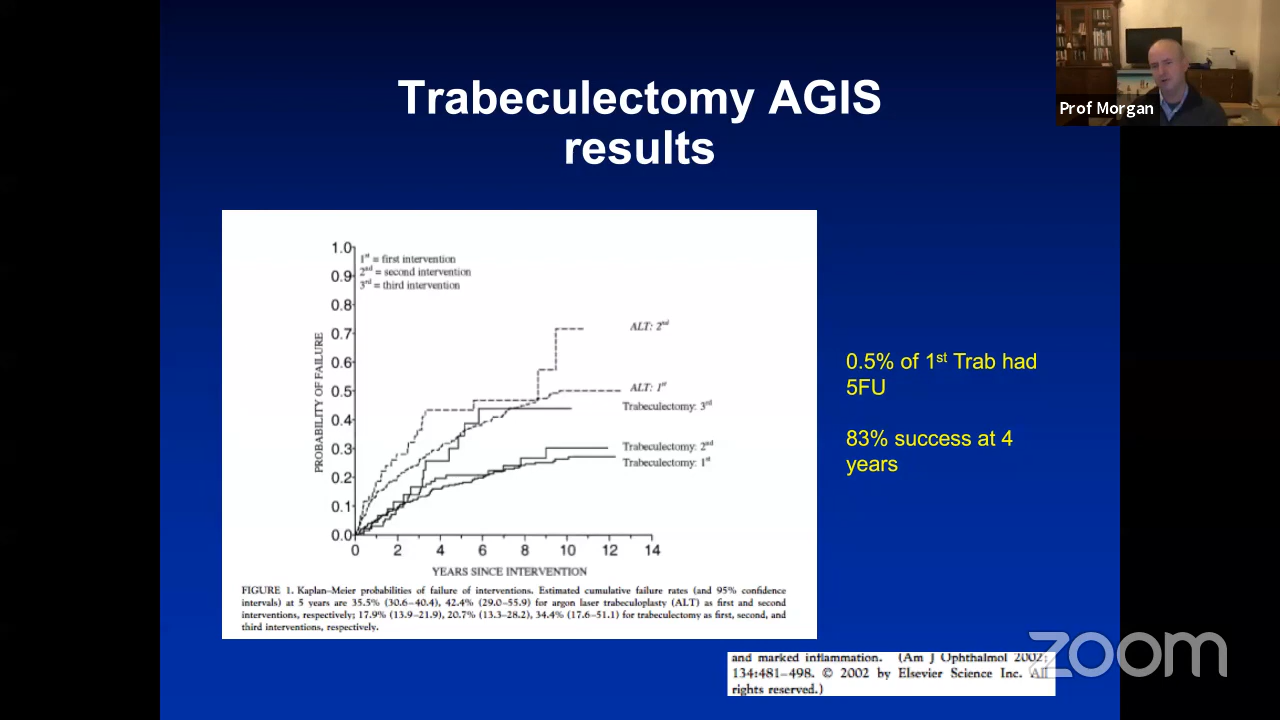 Trabeculectomy AGIS
results
Prof Morgan
1.0
0.9
0.8
0.7
0.6
0.5
0.4
0.3
0.2
0.1
0.0
PROBABILITY OF FAILURE
1st = first intervention
2nd = second intervention
3rd = third intervention
ALT: 2nd
ALT: 1st
Trabeculectomy: 3rd
Trabeculectomy: 2nd
Trabeculectomy: 1st
0 2 4 6 8 10 12 14
YEARS SINCE INTERVENTION
FIGURE 1. Kaplan–Meier probabilities of failure of interventions. Estimated cumulative failure rates (and 95% confidence
intervals) at 5 years are 35.5% (30.6–40.4), 42.4% (29.0–55.9) for argon laser trabeculoplasty (ALT) as first and second
interventions, respectively; 17.9% (13.9–21.9), 20.7% (13.3–28.2), 34.4% (17.6–51.1) for trabeculectomy as first, second, and
third interventions, respectively.
0.5% of 1st Trab had
5FU
83% success at 4
years
and marked inflammation. (Am J Ophthalmol 2002;
134:481–498. © 2002 by Elsevier Science Inc. All
rights reserved.)
zoom